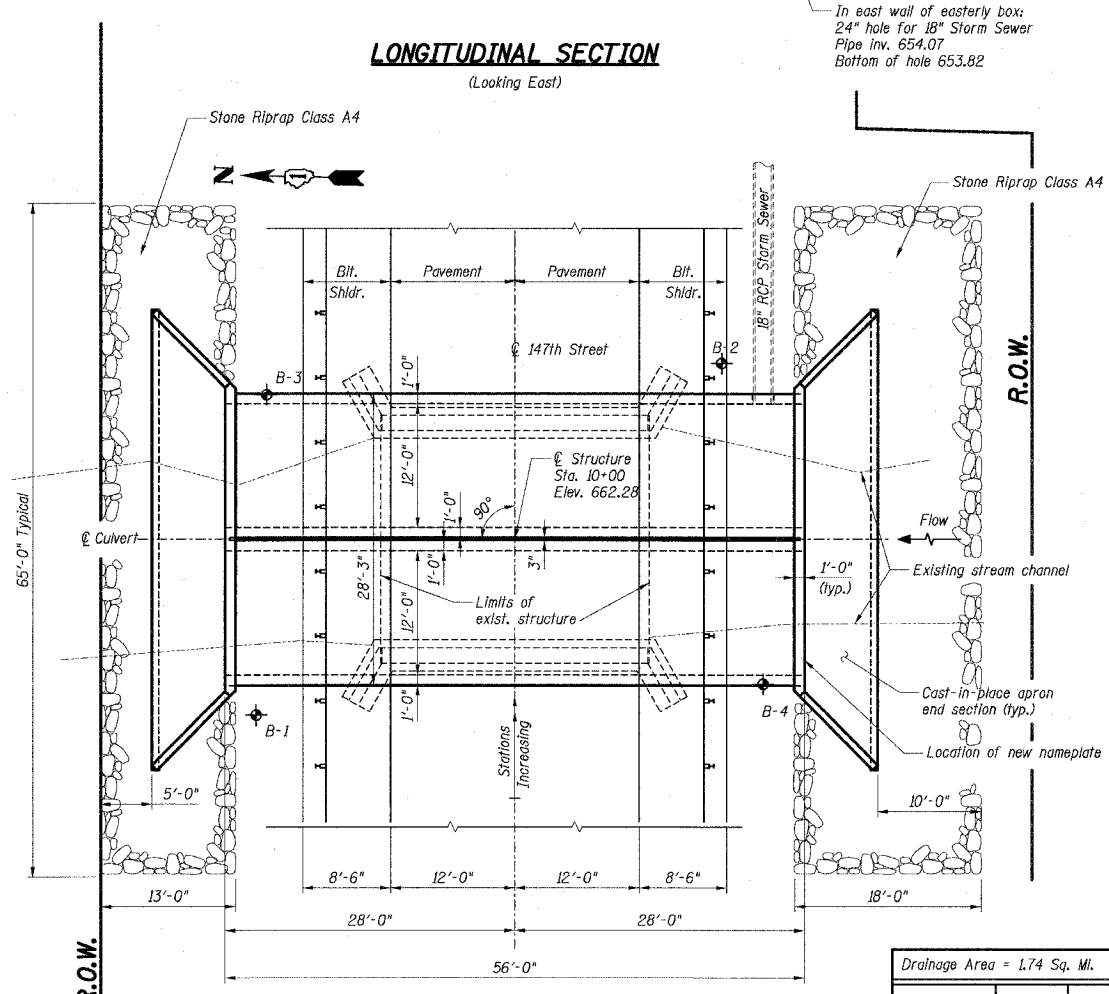 In east wall of easterly box:
24" hole for 18" Storm Sewer
Pipe inv. 654.07
Bottom of hole 653.82
LONGITUDINAL SECTION
(Looking East)
Stone Riprap Class A4
N
1
Stone Riprap Class A4
18" RCP Storm Sewer
Bit.
Shldr.
Pavement
Pavement
Bit.
Shldr.
℄ 147th Street
B-2
B-3
1'-0"
R.O.W.
12'-0"
℄ Structure
Sta. 10+00
Elev. 662.28
90°
1'-0"
65'-0" Typical
℄ Culvert
Flow
28'-3"
1'-0"
3"
1'-0"
(typ.)
Existing stream channel
Limits of
exist. structure
12'-0"
Cast-in-place apron
end section (typ.)
B-4
1'-0"
B-1
Location of new nameplate
Stations
Increasing
5'-0"
10'-0"
8'-6"
12'-0"
12'-0"
8'-6"
13'-0"
18'-0"
28'-0"
28'-0"
R.O.W.
56'-0"
Drainage Area = 1.74 Sq. Mi.